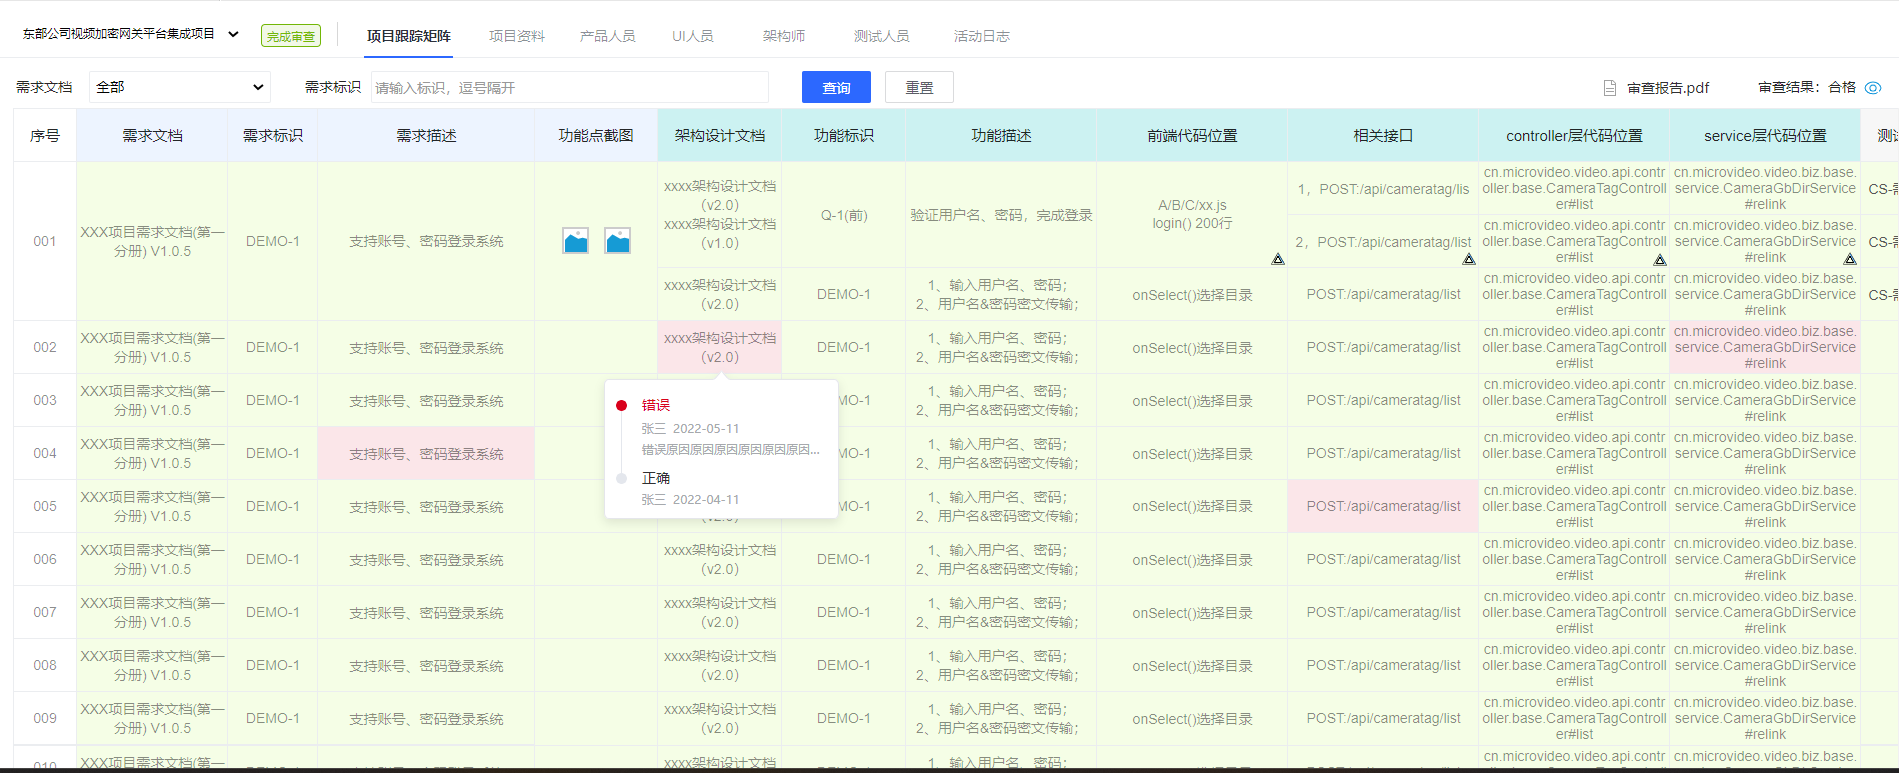 东部公司视频加密网关平台集成项目 完成审查 项目跟踪矩阵 项目资料 产品人员 UI人员 架构师 测试人员 活动日志
需求文档 全部 需求标识 请输入标识，逗号隔开 查询 重置 审查报告.pdf 审查结果：合格
序号 需求文档 需求标识 需求描述 功能点截图 架构设计文档 功能标识 功能描述 前端代码位置 相关接口 controller层代码位置 service层代码位置
001
XXX项目需求文档(第一
分册) V1.0.5
DEMO-1
支持账号、密码登录系统
xxxx架构设计文档
（v2.0）
xxxx架构设计文档
（v1.0）
Q-1(前)
验证用户名、密码，完成登录
A/B/C/xx.js
login() 200行
1，POST:/api/cameratag/lis
2，POST:/api/cameratag/list
cn.microvideo.video.api.contr
oller.base.CameraTagControll
er#list
cn.microvideo.video.biz.base.
service.CameraGbDirService
#relink
CS-
cn.microvideo.video.api.contr
oller.base.CameraTagControll
er#list
cn.microvideo.video.biz.base.
service.CameraGbDirService
#relink
CS-
xxxx架构设计文档
（v2.0）
DEMO-1
1、输入用户名、密码；
2、用户名&密码密文传输；
onSelect()选择目录
POST:/api/cameratag/list
cn.microvideo.video.api.contr
oller.base.CameraTagControll
er#list
cn.microvideo.video.biz.base.
service.CameraGbDirService
#relink
CS-
002
XXX项目需求文档(第一
分册) V1.0.5
DEMO-1
支持账号、密码登录系统
xxxx架构设计文档
（v2.0）
DEMO-1
1、输入用户名、密码；
2、用户名&密码密文传输；
onSelect()选择目录
POST:/api/cameratag/list
cn.microvideo.video.api.contr
oller.base.CameraTagControll
er#list
cn.microvideo.video.biz.base.
service.CameraGbDirService
#relink
错误
张三 2022-05-11
错误原因原因原因原因原因原因...
正确
张三 2022-04-11
003
XXX项目需求文档(第一
分册) V1.0.5
DEMO-1
支持账号、密码登录系统
MO-1
1、输入用户名、密码；
2、用户名&密码密文传输；
onSelect()选择目录
POST:/api/cameratag/list
cn.microvideo.video.api.contr
oller.base.CameraTagControll
er#list
cn.microvideo.video.biz.base.
service.CameraGbDirService
#relink
004
XXX项目需求文档(第一
分册) V1.0.5
DEMO-1
支持账号、密码登录系统
MO-1
1、输入用户名、密码；
2、用户名&密码密文传输；
onSelect()选择目录
POST:/api/cameratag/list
cn.microvideo.video.api.contr
oller.base.CameraTagControll
er#list
cn.microvideo.video.biz.base.
service.CameraGbDirService
#relink
005
XXX项目需求文档(第一
分册) V1.0.5
DEMO-1
支持账号、密码登录系统
（v2.0）
MO-1
1、输入用户名、密码；
2、用户名&密码密文传输；
onSelect()选择目录
POST:/api/cameratag/list
cn.microvideo.video.api.contr
oller.base.CameraTagControll
er#list
cn.microvideo.video.biz.base.
service.CameraGbDirService
#relink
006
XXX项目需求文档(第一
分册) V1.0.5
DEMO-1
支持账号、密码登录系统
xxxx架构设计文档
（v2.0）
DEMO-1
1、输入用户名、密码；
2、用户名&密码密文传输；
onSelect()选择目录
POST:/api/cameratag/list
cn.microvideo.video.api.contr
oller.base.CameraTagControll
er#list
cn.microvideo.video.biz.base.
service.CameraGbDirService
#relink
007
XXX项目需求文档(第一
分册) V1.0.5
DEMO-1
支持账号、密码登录系统
xxxx架构设计文档
（v2.0）
DEMO-1
1、输入用户名、密码；
2、用户名&密码密文传输；
onSelect()选择目录
POST:/api/cameratag/list
cn.microvideo.video.api.contr
oller.base.CameraTagControll
er#list
cn.microvideo.video.biz.base.
service.CameraGbDirService
#relink
008
XXX项目需求文档(第一
分册) V1.0.5
DEMO-1
支持账号、密码登录系统
xxxx架构设计文档
（v2.0）
DEMO-1
1、输入用户名、密码；
2、用户名&密码密文传输；
onSelect()选择目录
POST:/api/cameratag/list
cn.microvideo.video.api.contr
oller.base.CameraTagControll
er#list
cn.microvideo.video.biz.base.
service.CameraGbDirService
#relink
009
XXX项目需求文档(第一
分册) V1.0.5
DEMO-1
支持账号、密码登录系统
xxxx架构设计文档
（v2.0）
DEMO-1
1、输入用户名、密码；
2、用户名&密码密文传输；
onSelect()选择目录
POST:/api/cameratag/list
cn.microvideo.video.api.contr
oller.base.CameraTagControll
er#list
cn.microvideo.video.biz.base.
service.CameraGbDirService
#relink
010
XXX项目需求文档(第一
xxxx架构设计文档
1、输入用户名、密码；
cn.microvideo.video.api.contr
cn.microvideo.video.biz.base.